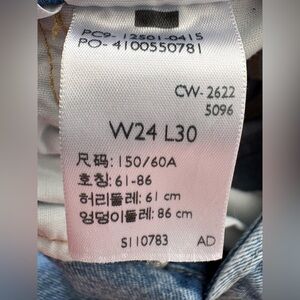 PC9- 12501-0415
PO- 4100550781
CW-2622
5096
W24 L30
尺码: 150/60A
호칭: 61-86
허리둘레: 61 cm
엉덩이둘레: 86 cm
S110783 AD